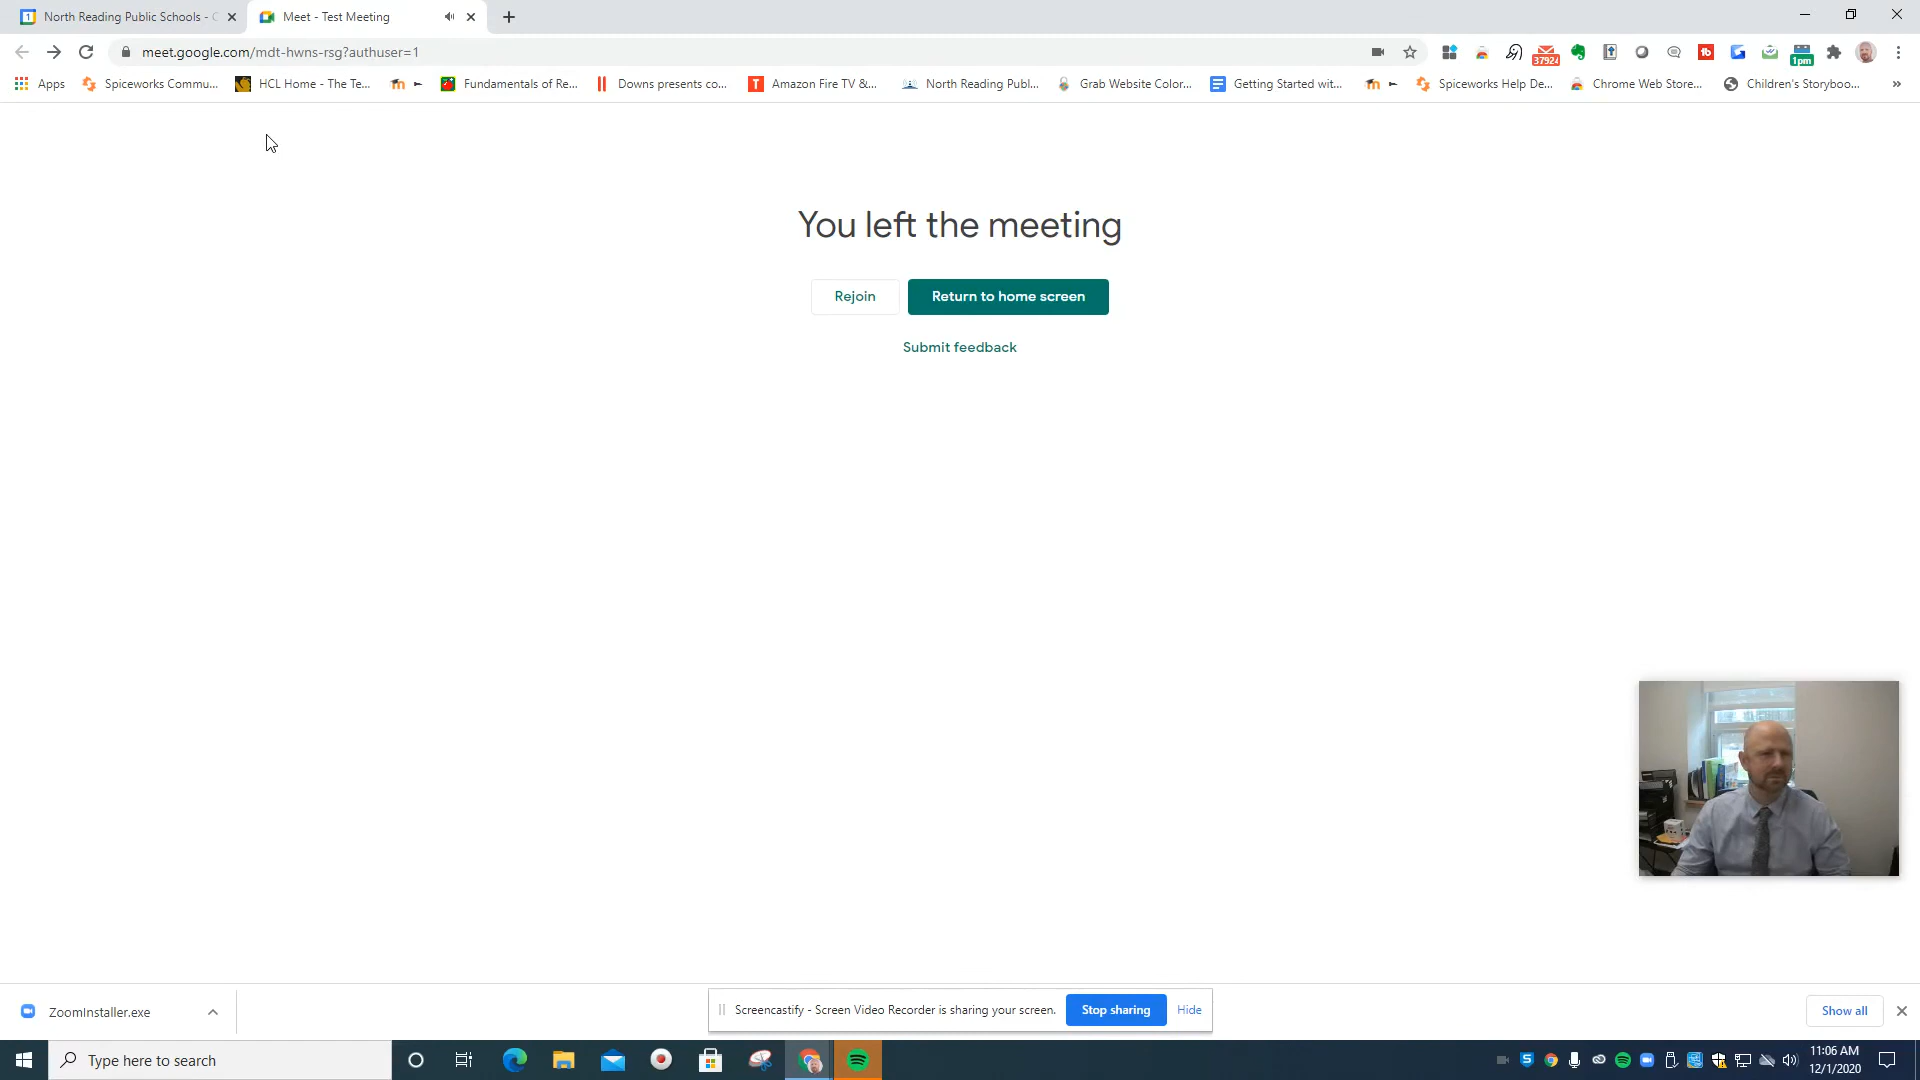 North Reading Public Schools - C
Meet - Test Meeting
meet.google.com/mdt-hwns-rsg?authuser=1
37924
1pm
Apps
Spiceworks Commu...
HCL Home - The Te...
Fundamentals of Re...
Downs presents co...
Amazon Fire TV &...
North Reading Publ...
Grab Website Color...
Getting Started wit...
Spiceworks Help De...
Chrome Web Store...
Children's Storyboo...
You left the meeting
Rejoin
Return to home screen
Submit feedback
ZoomInstaller.exe
Screencastify - Screen Video Recorder is sharing your screen.
Stop sharing
Hide
Show all
Type here to search
11:06 AM
12/1/2020